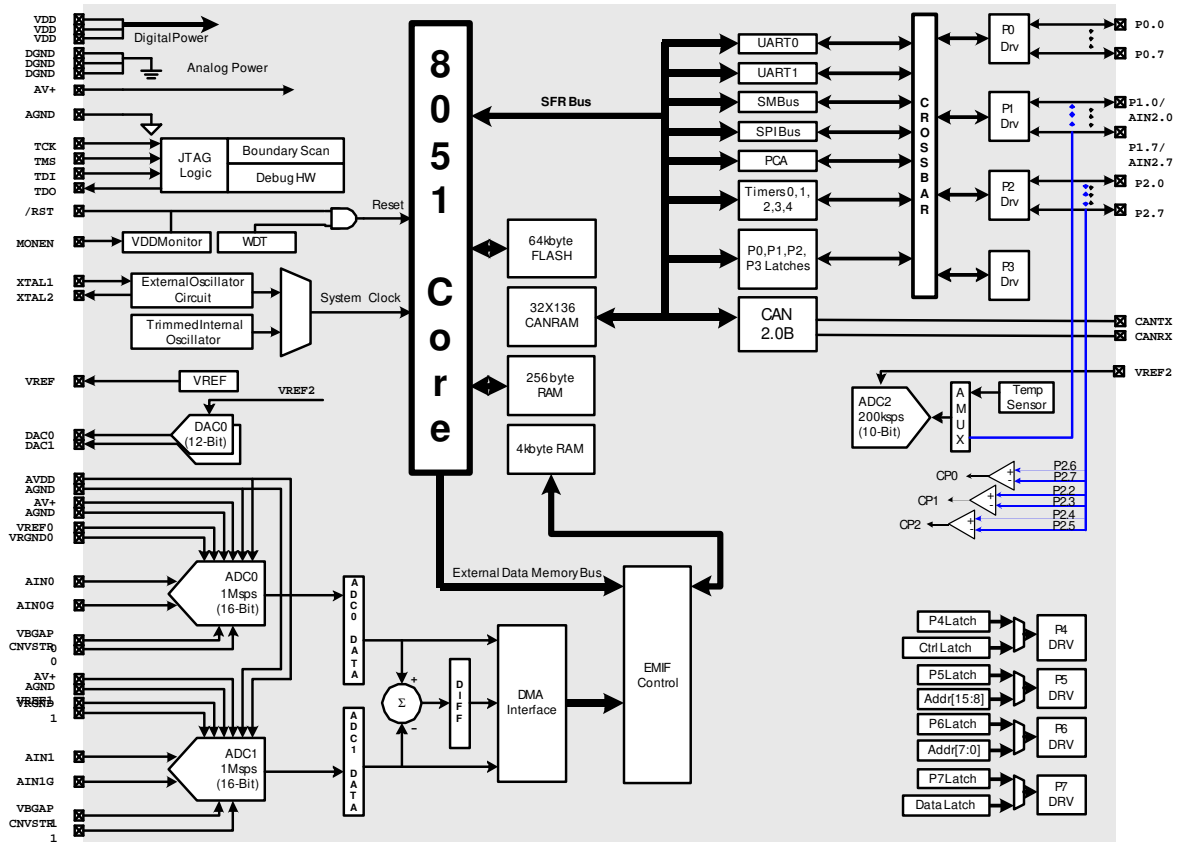 VDD
VDD
VDD
Digital Power
DGND
DGND
DGND
Analog Power
AV+
AGND
TCK
TMS
TDI
TDO
JTAG
Logic
Boundary Scan
Debug HW
/RST
Reset
MONEN
VDD Monitor
WDT
XTAL1
XTAL2
External Oscillator
Circuit
System Clock
Trimmed Internal
Oscillator
VREF
VREF
VREF2
DAC0
DAC1
DAC0
(12-Bit)
AVDD
AGND
AV+
AGND
VREF0
VRGND0
AIN0
AIN0G
ADC0
1Msps
(16-Bit)
VBGAP
0
CNVSTR
0
AV+
AGND
VREF1
VRGND
1
AIN1
AIN1G
ADC1
1Msps
(16-Bit)
VBGAP
1
CNVSTR
1
8051 Core
SFR Bus
64kbyte
FLASH
32X136
CANRAM
256 byte
RAM
4kbyte RAM
External Data Memory Bus
ADC0 DATA
ADC1 DATA
+
Σ
−
DIFF
DMA
Interface
EMIF
Control
UART0
UART1
SMBus
SPI Bus
PCA
Timers 0, 1,
2,3,4
P0, P1, P2,
P3 Latches
CAN
2.0B
CROSSBAR
P0
Drv
P1
Drv
P2
Drv
P3
Drv
P0.0
P0.7
P1.0/
AIN2.0
P1.7/
AIN2.7
P2.0
P2.7
CANTX
CANRX
VREF2
ADC2
200ksps
(10-Bit)
AMUX
Temp
Sensor
CP0
+
-
P2.6
P2.7
CP1
+
-
P2.2
P2.3
CP2
+
-
P2.4
P2.5
P4 Latch
Ctrl Latch
P4
DRV
P5 Latch
Addr[15:8]
P5
DRV
P6 Latch
Addr[7:0]
P6
DRV
P7 Latch
Data Latch
P7
DRV